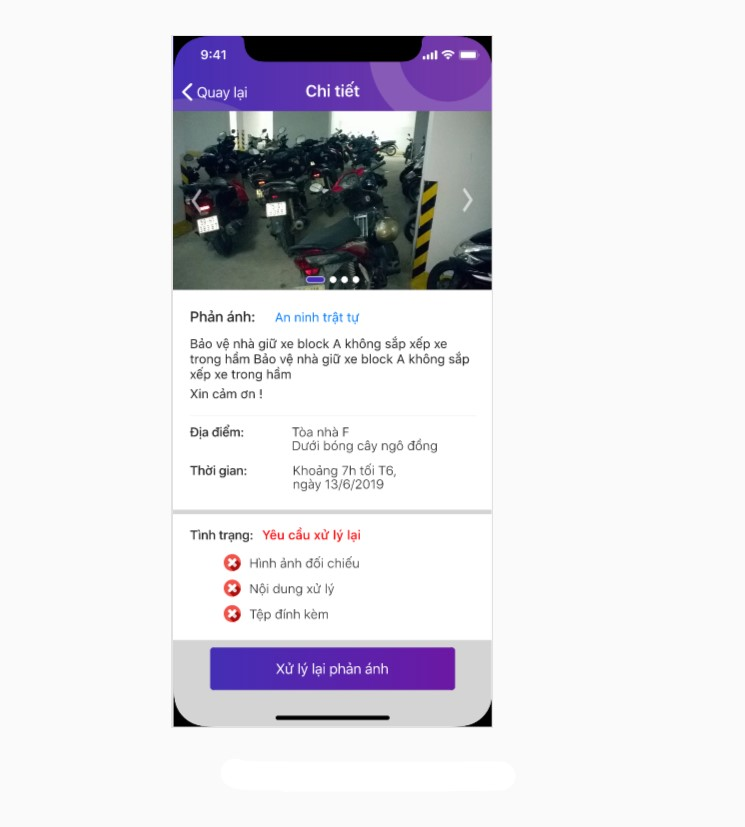 9:41
Quay lại
Chi tiết
Phản ánh: An ninh trật tự
Bảo vệ nhà giữ xe block A không sắp xếp xe
trong hầm Bảo vệ nhà giữ xe block A không sắp
xếp xe trong hầm
Xin cảm ơn !
Địa điểm: Tòa nhà F
Dưới bóng cây ngô đồng
Thời gian: Khoảng 7h tối T6,
ngày 13/6/2019
Tình trạng: Yêu cầu xử lý lại
Hình ảnh đối chiếu
Nội dung xử lý
Tệp đính kèm
Xử lý lại phản ánh